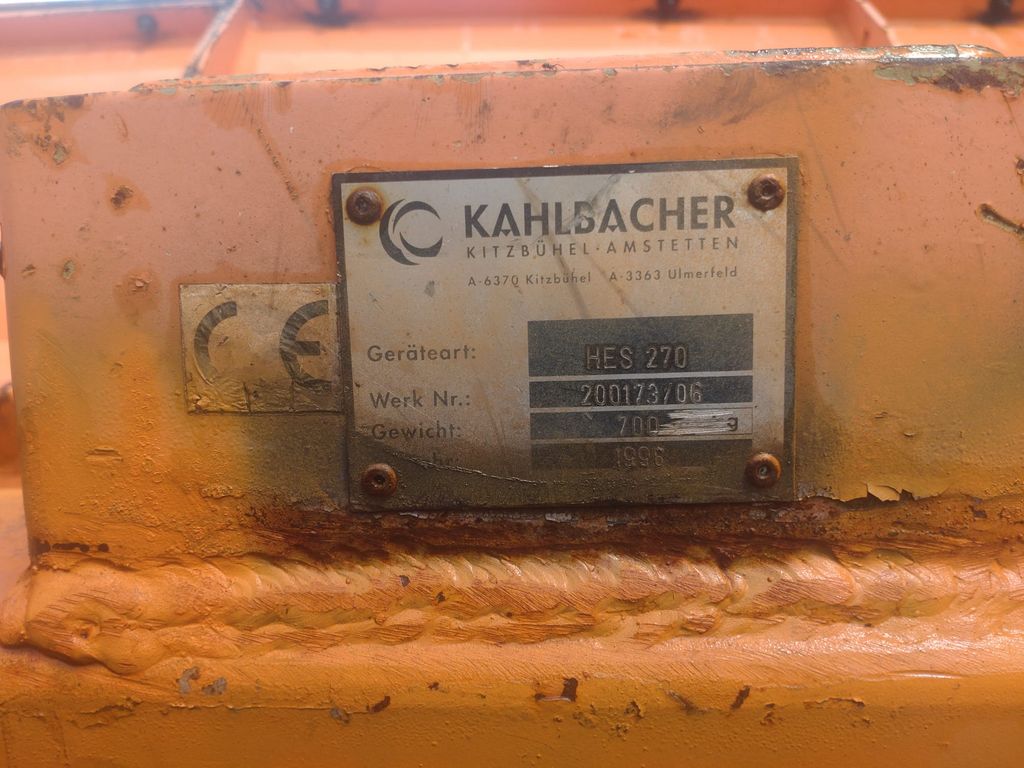 KAHLBACHER
KITZBÜHEL·AMSTETTEN
A-6370 Kitzbühel A-3363 Ulmerfeld
CE
Geräteart: HES 270
Werk Nr.: 200173/06
Gewicht: 700 g
1996